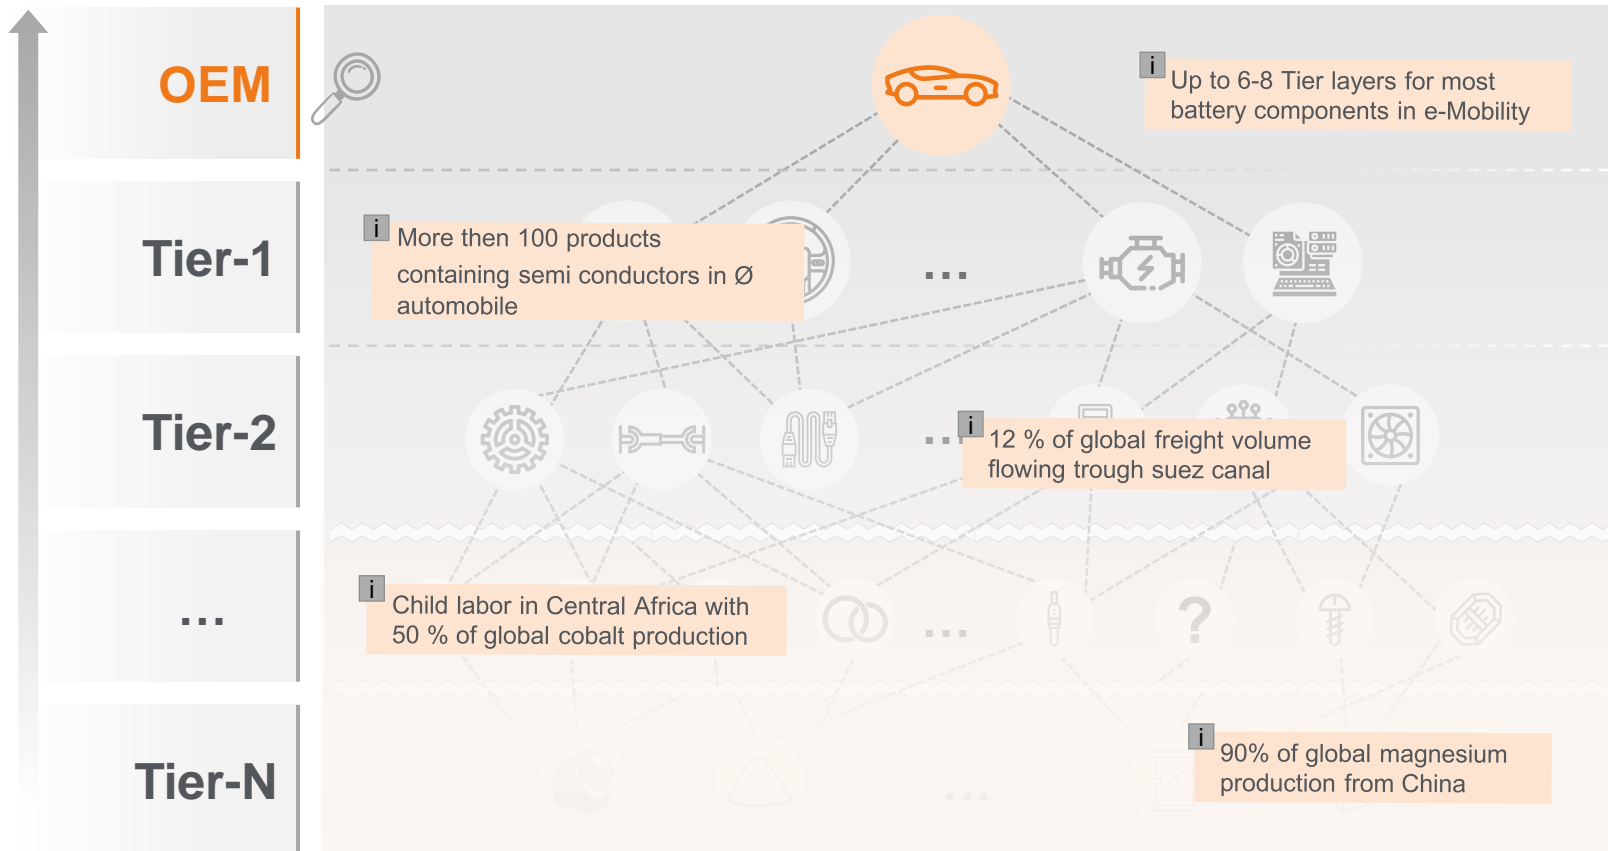 OEM
i
Up to 6-8 Tier layers for most
battery components in e-Mobility
Tier-1
i
More then 100 products
containing semi conductors in Ø
automobile
...
Tier-2
...
i
12 % of global freight volume
flowing trough suez canal
...
i
Child labor in Central Africa with
50 % of global cobalt production
...
?
Tier-N
...
i
90% of global magnesium
production from China